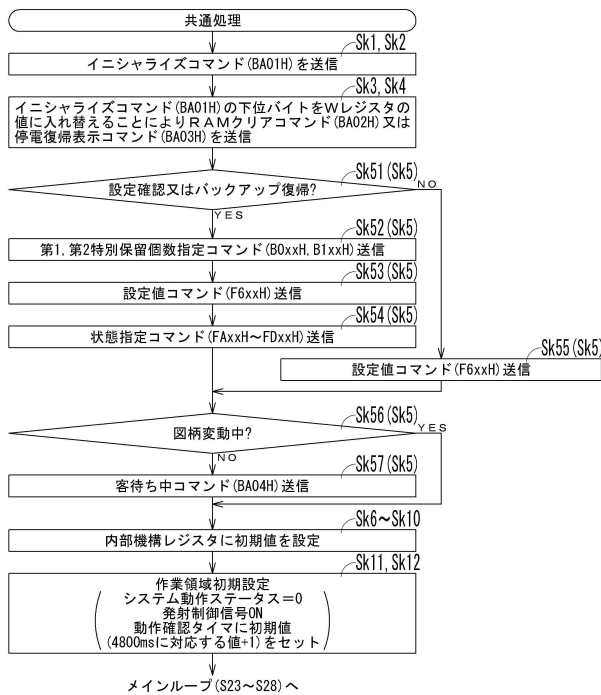 共通処理
Sk1,Sk2
イニシャライズコマンド(BA01H)を送信
Sk3,Sk4
イニシャライズコマンド(BA01H)の下位バイトをWレジスタの
値に入れ替えることによりRAMクリアコマンド(BA02H)又は
停電復帰表示コマンド(BA03H)を送信
Sk51(Sk5)
設定確認又はバックアップ復帰?
NO
YES
Sk52(Sk5)
第1,第2特別保留個数指定コマンド(B0xxH,B1xxH)送信
Sk53(Sk5)
設定値コマンド(F6xxH)送信
Sk54(Sk5)
状態指定コマンド(FAxxH～FDxxH)送信
Sk55(Sk5)
設定値コマンド(F6xxH)送信
Sk56(Sk5)
図柄変動中?
YES
NO
Sk57(Sk5)
客待ち中コマンド(BA04H)送信
Sk6～Sk10
内部機構レジスタに初期値を設定
Sk11,Sk12
作業領域初期設定
システム動作ステータス=0
発射制御信号ON
動作確認タイマに初期値
(4800msに対応する値+1)をセット
メインループ(S23～S28)へ